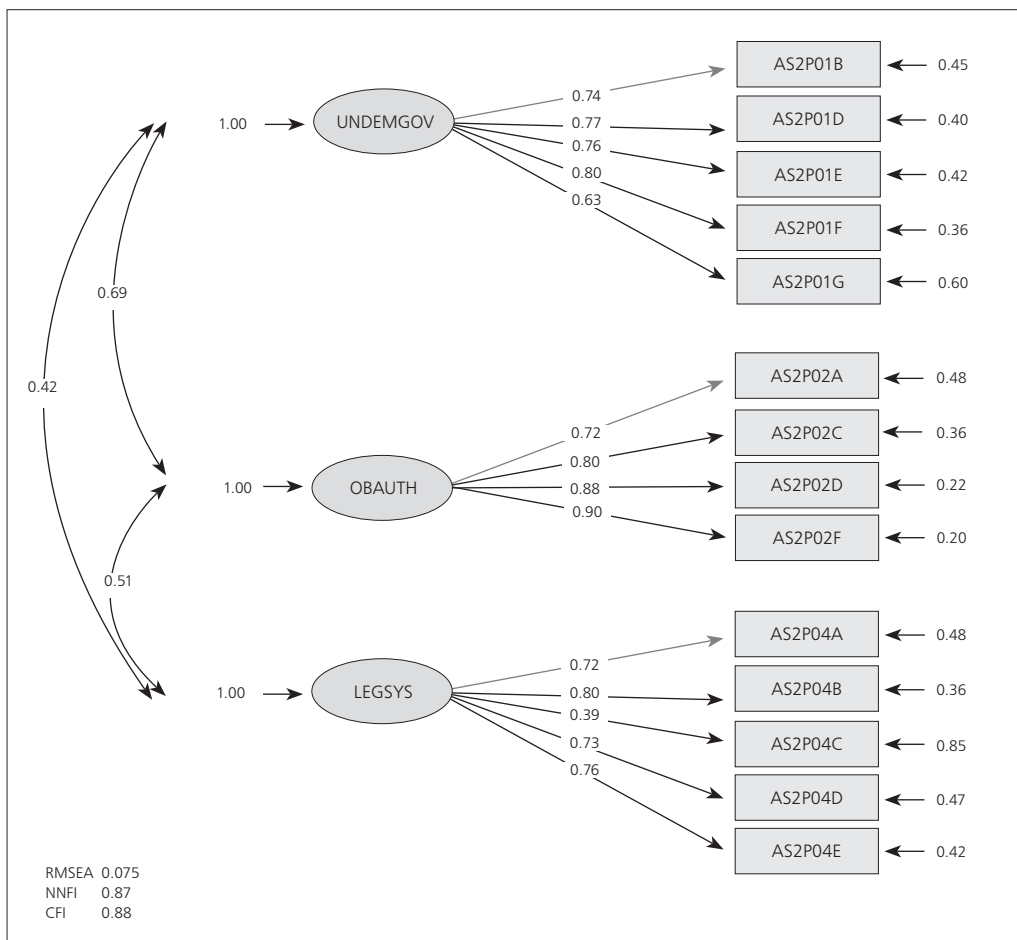 AS2P01B 0.45
0.74
1.00 UNDEMGOV 0.77 AS2P01D 0.40
0.76
AS2P01E 0.42
0.80
0.63
AS2P01F 0.36
AS2P01G 0.60
0.69
0.42
AS2P02A 0.48
0.72
AS2P02C 0.36
0.80
1.00 OBAUTH 0.88 AS2P02D 0.22
0.90
AS2P02F 0.20
0.51
AS2P04A 0.48
0.72
1.00 LEGSYS 0.80 AS2P04B 0.36
0.39
AS2P04C 0.85
0.73
0.76
AS2P04D 0.47
AS2P04E 0.42
RMSEA 0.075
NNFI 0.87
CFI 0.88